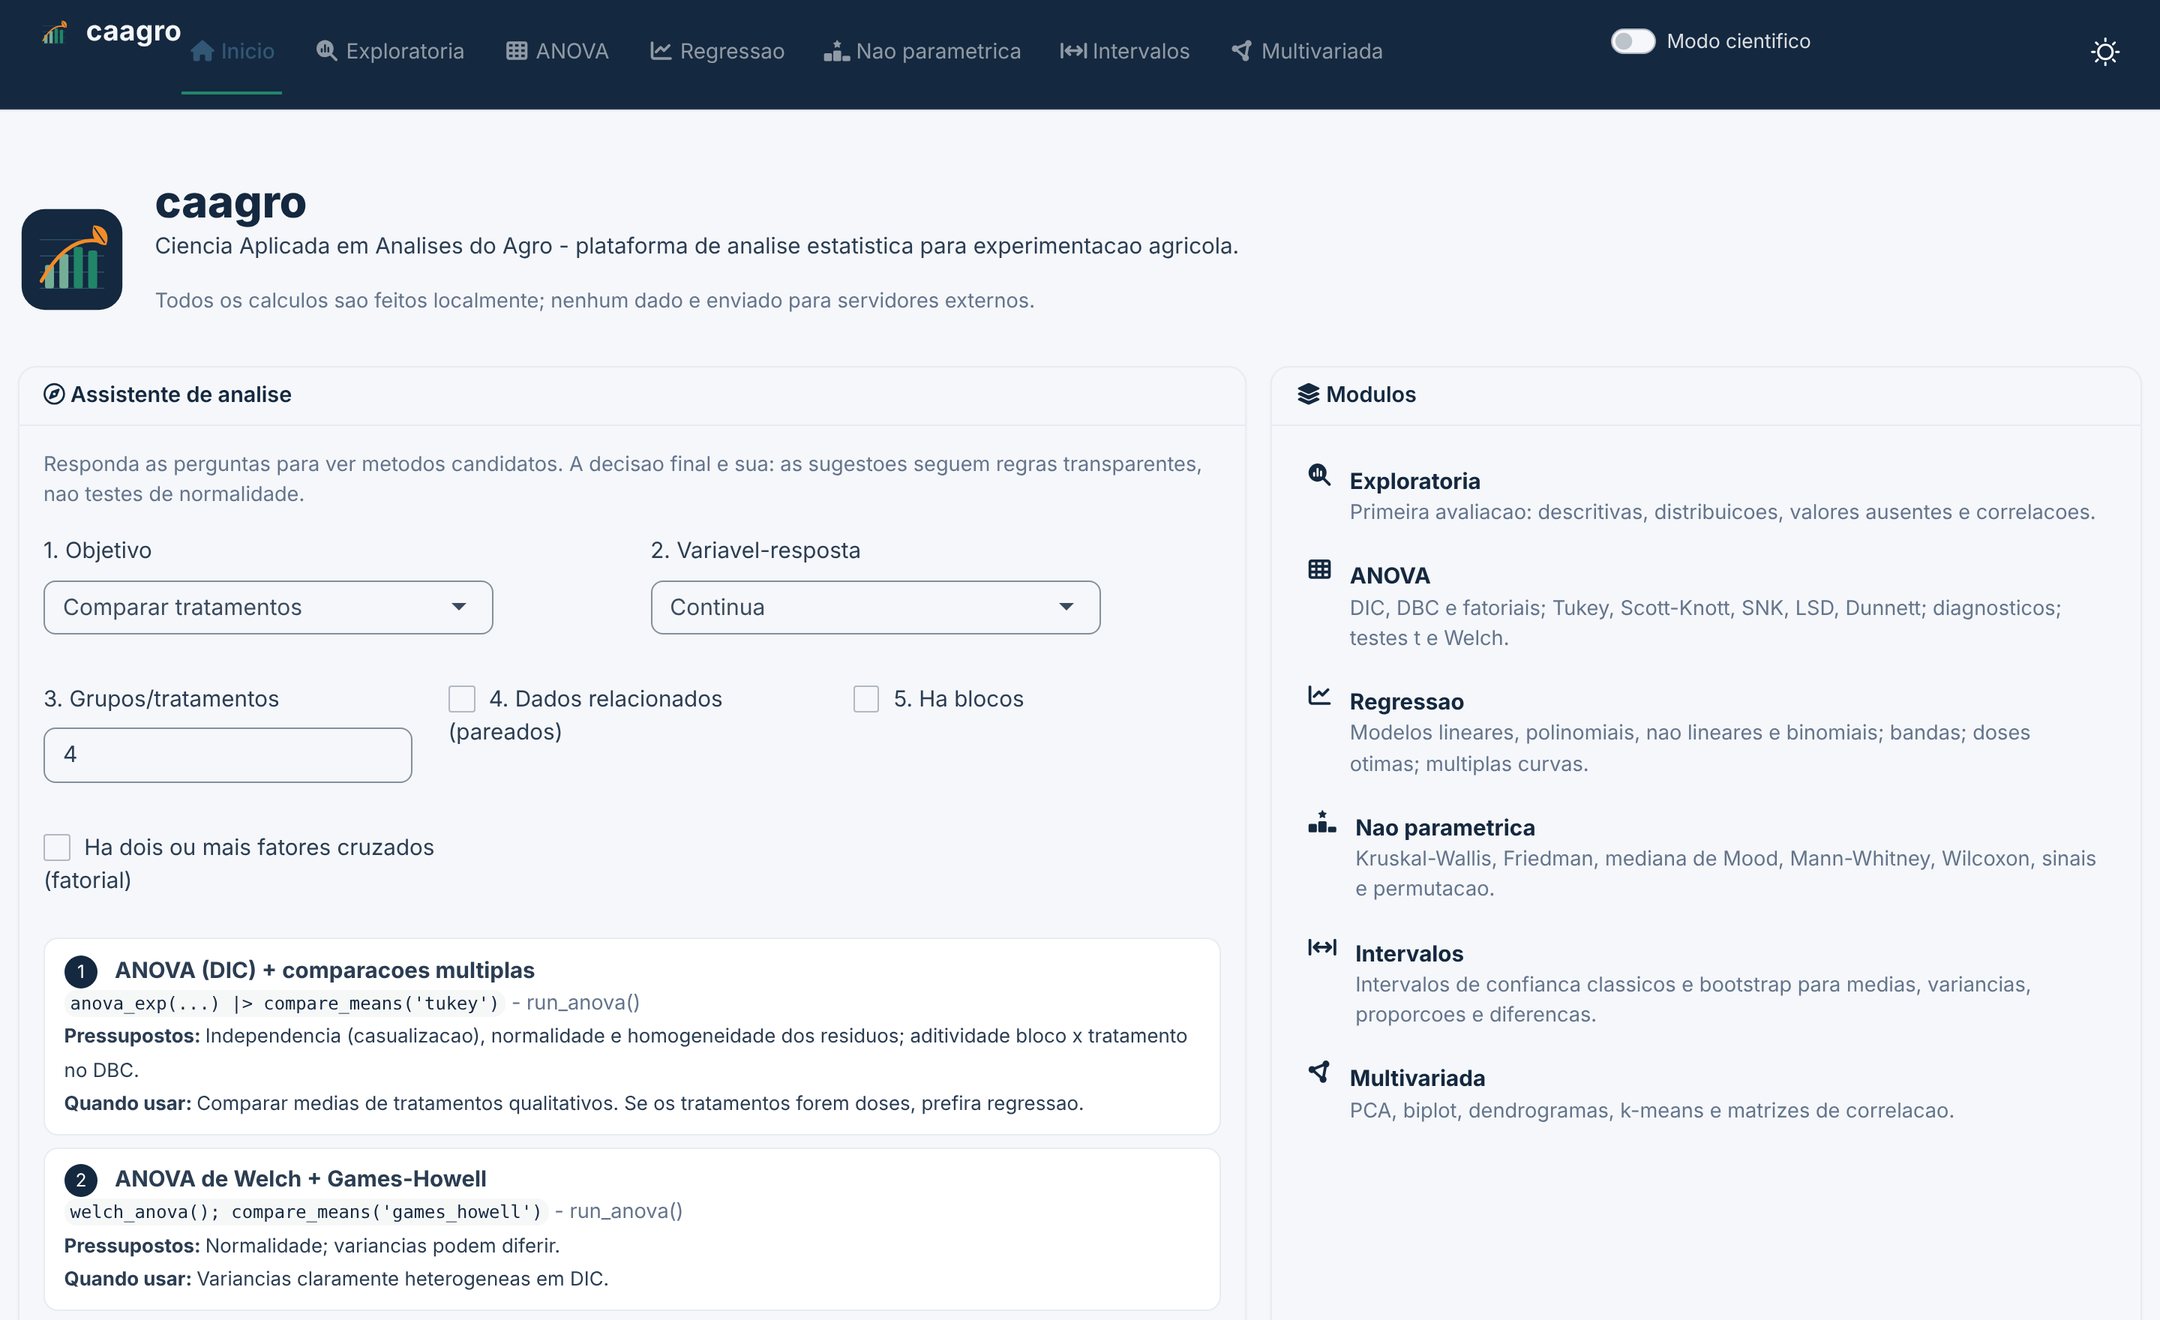 caagro
Inicio
Exploratoria
ANOVA
Regressao
Nao parametrica
Intervalos
Multivariada
Modo cientifico
caagro
Ciencia Aplicada em Analises do Agro - plataforma de analise estatistica para experimentacao agricola.
Todos os calculos sao feitos localmente; nenhum dado e enviado para servidores externos.
Assistente de analise
Responda as perguntas para ver metodos candidatos. A decisao final e sua: as sugestoes seguem regras transparentes,
nao testes de normalidade.
1. Objetivo
Comparar tratamentos
2. Variavel-resposta
Continua
3. Grupos/tratamentos
4
4. Dados relacionados
(pareados)
5. Ha blocos
Ha dois ou mais fatores cruzados
(fatorial)
1 ANOVA (DIC) + comparacoes multiplas
anova_exp(...) |> compare_means('tukey') - run_anova()
Pressupostos: Independencia (casualizacao), normalidade e homogeneidade dos residuos; aditividade bloco x tratamento
no DBC.
Quando usar: Comparar medias de tratamentos qualitativos. Se os tratamentos forem doses, prefira regressao.
2 ANOVA de Welch + Games-Howell
welch_anova(); compare_means('games_howell') - run_anova()
Pressupostos: Normalidade; variancias podem diferir.
Quando usar: Variancias claramente heterogeneas em DIC.
Modulos
Exploratoria
Primeira avaliacao: descritivas, distribuicoes, valores ausentes e correlacoes.
ANOVA
DIC, DBC e fatoriais; Tukey, Scott-Knott, SNK, LSD, Dunnett; diagnosticos;
testes t e Welch.
Regressao
Modelos lineares, polinomiais, nao lineares e binomiais; bandas; doses
otimas; multiplas curvas.
Nao parametrica
Kruskal-Wallis, Friedman, mediana de Mood, Mann-Whitney, Wilcoxon, sinais
e permutacao.
Intervalos
Intervalos de confianca classicos e bootstrap para medias, variancias,
proporcoes e diferencas.
Multivariada
PCA, biplot, dendrogramas, k-means e matrizes de correlacao.